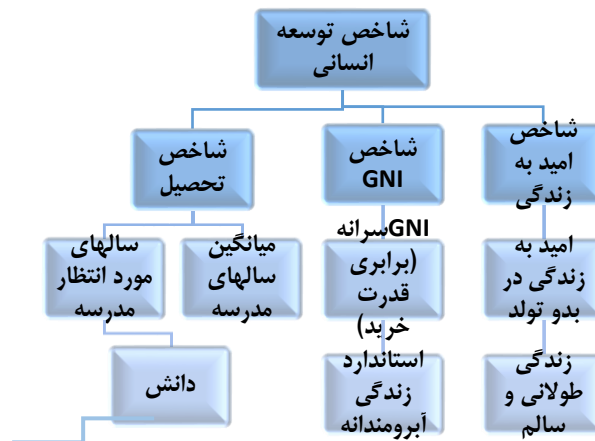 شاخص توسعه
انسانی
شاخص
امید به
زندگی
شاخص
GNI
شاخص
تحصیل
امید به
زندگی در
بدو تولد
GNIسرانه
(برابری
قدرت
خرید)
میانگین
سالهای
مدرسه
سالهای
مورد انتظار
مدرسه
زندگی
طولانی و
سالم
استاندارد
زندگی
آبرومندانه
دانش